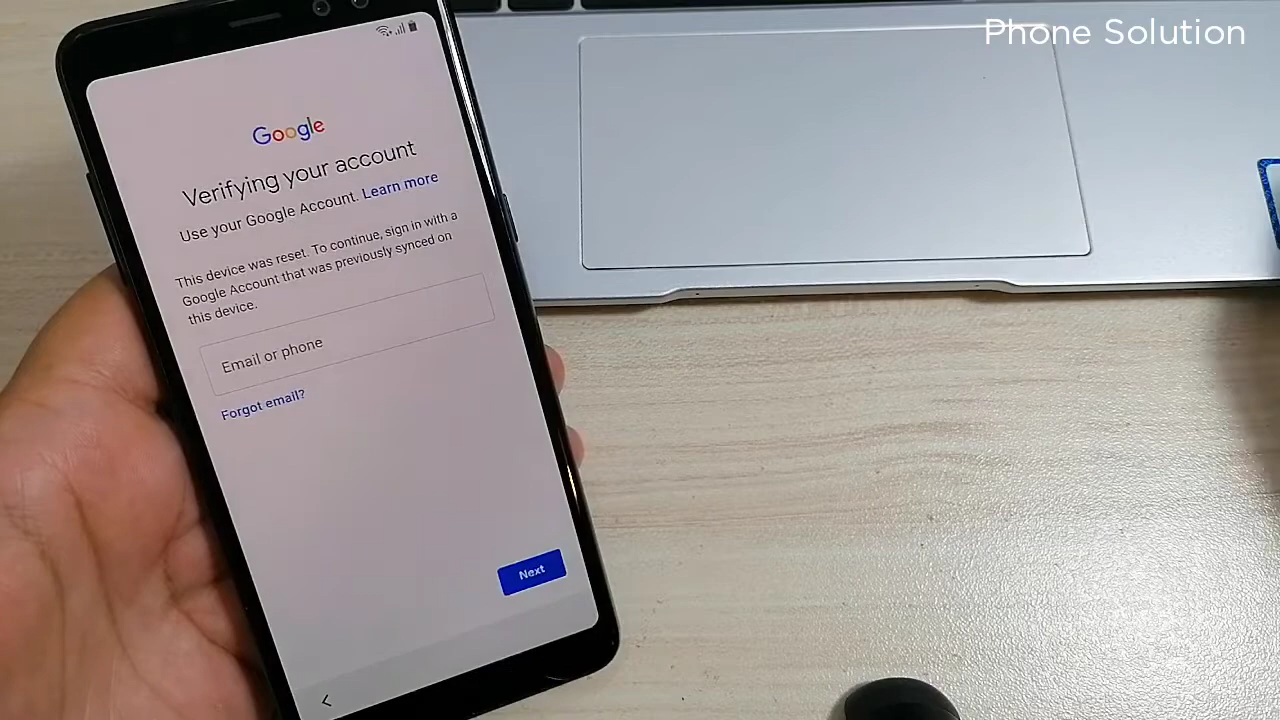 Phone Solution
Google
Verifying your account
Use your Google Account. Learn more
This device was reset. To continue, sign in with a
Google Account that was previously synced on
this device.
Email or phone
Forgot email?
Next